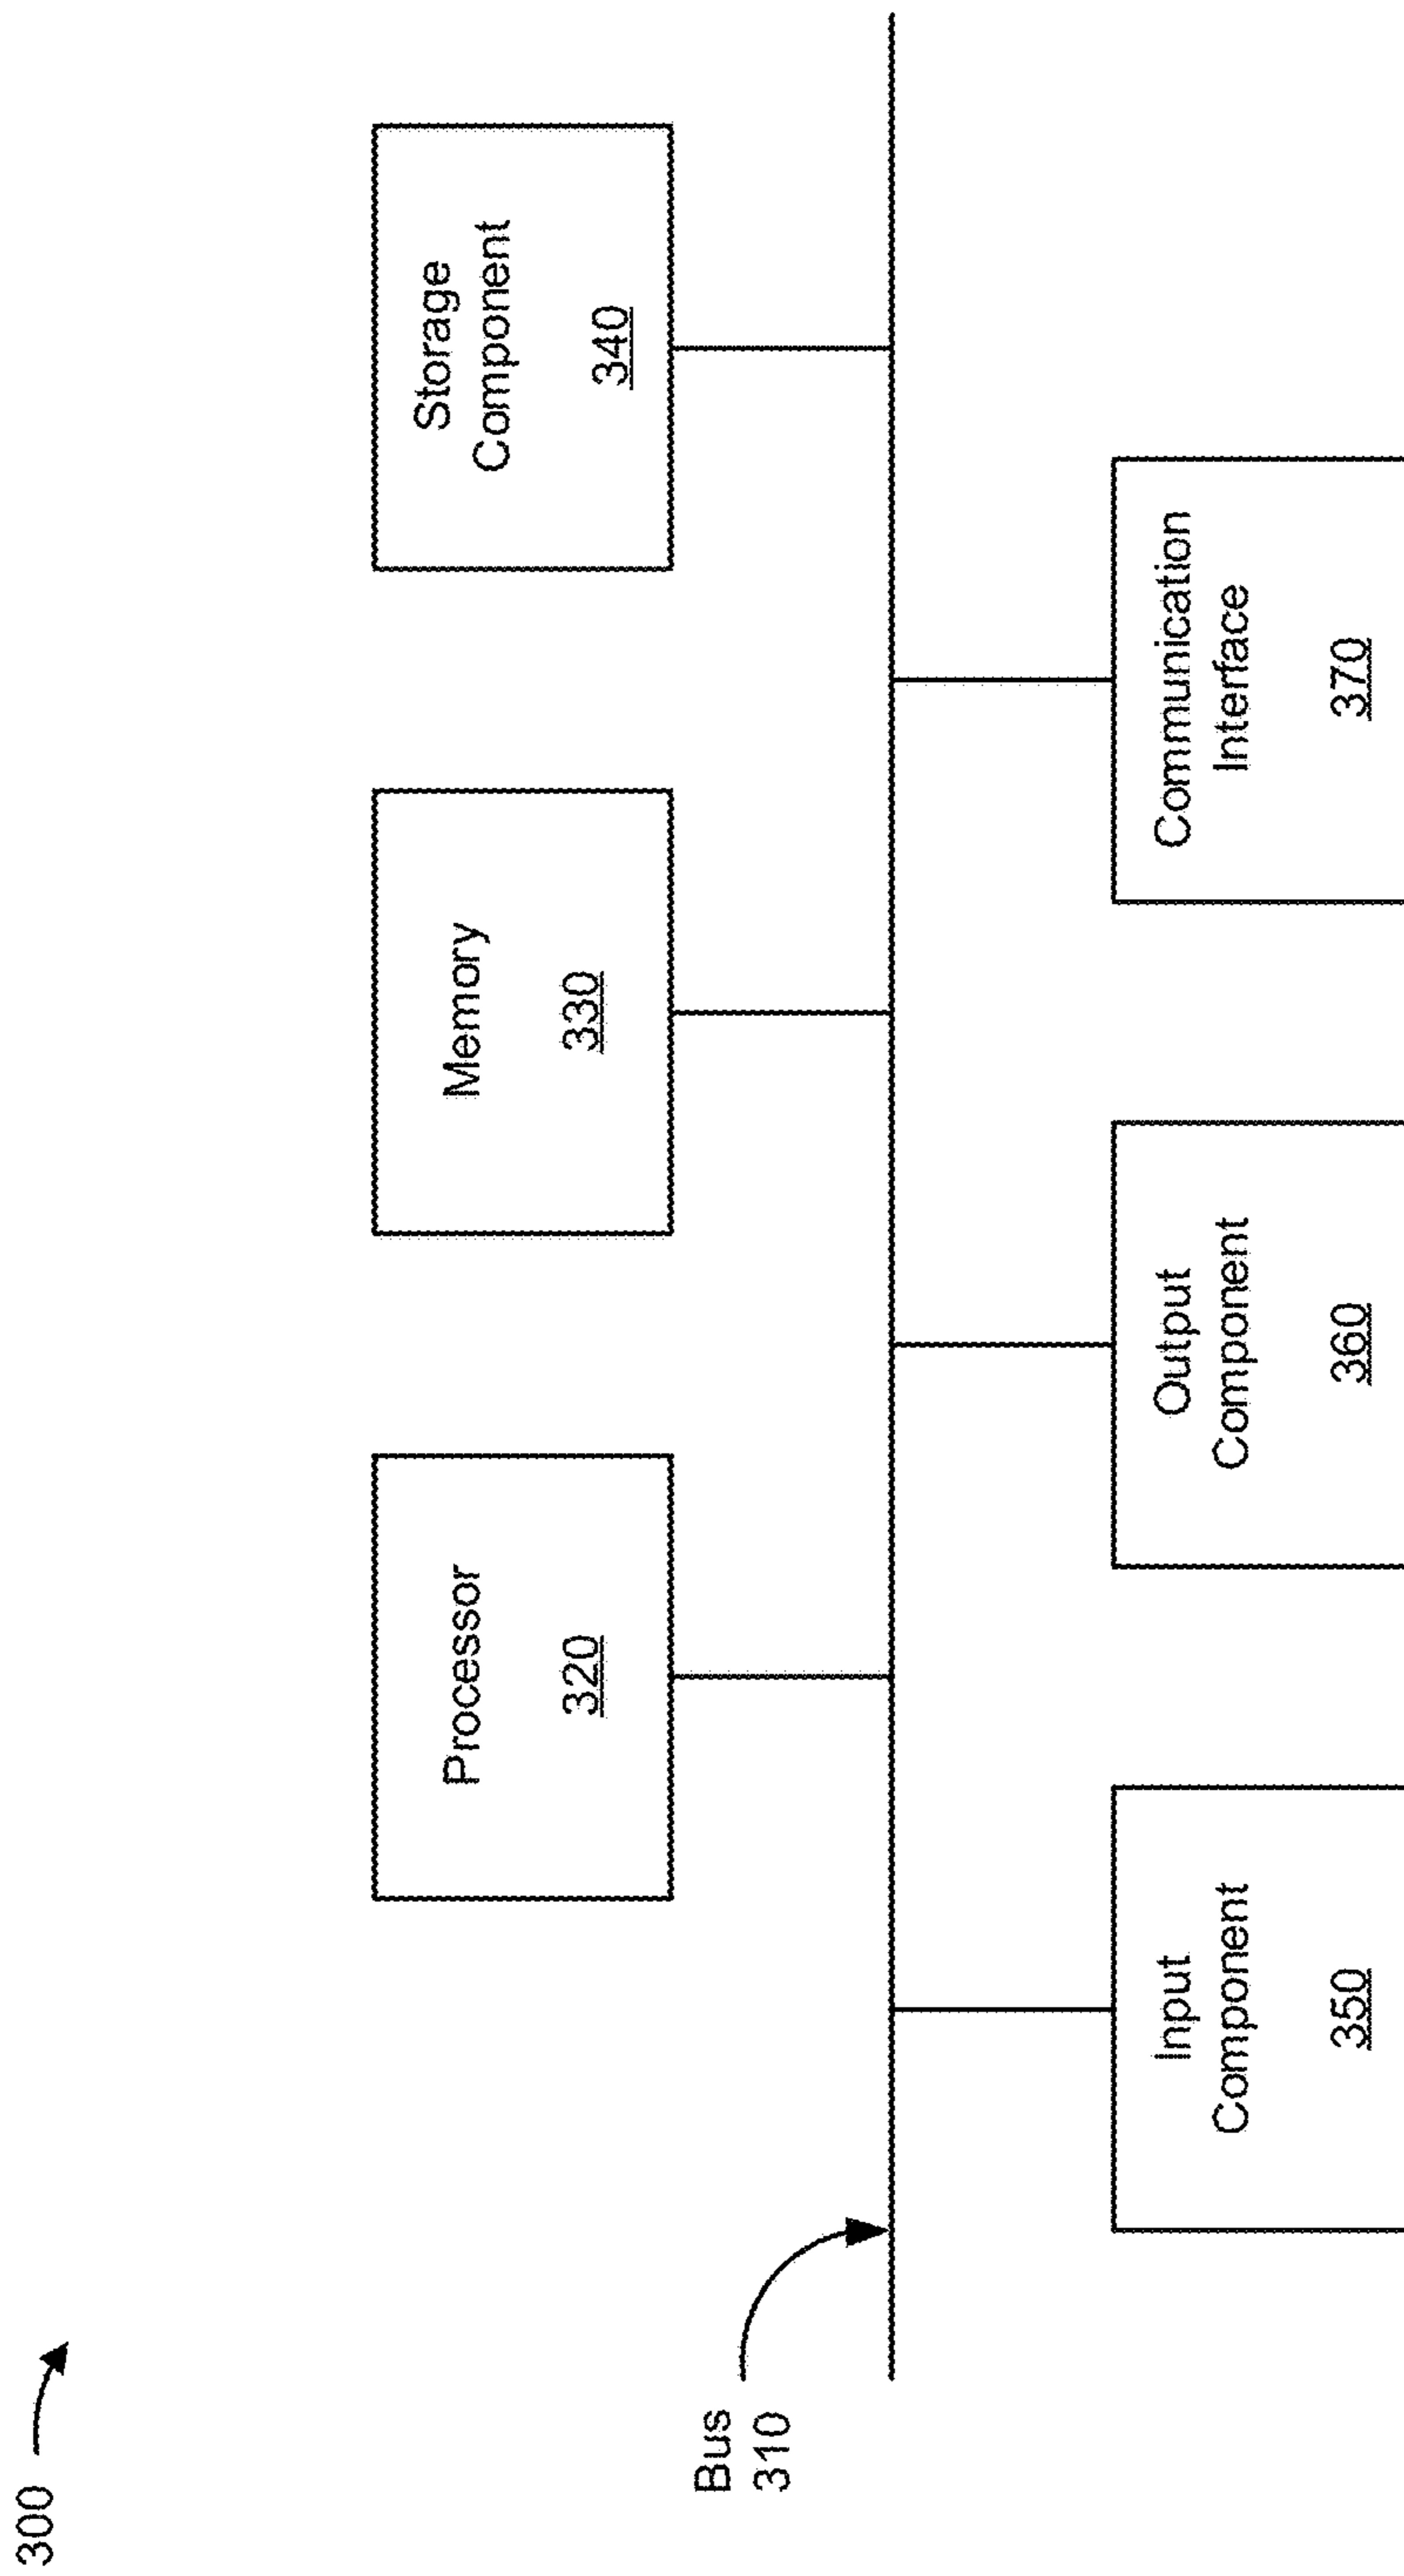 300
Bus
310
Processor
320
Memory
330
Storage
Component
340
Input
Component
350
Output
Component
360
Communication
Interface
370